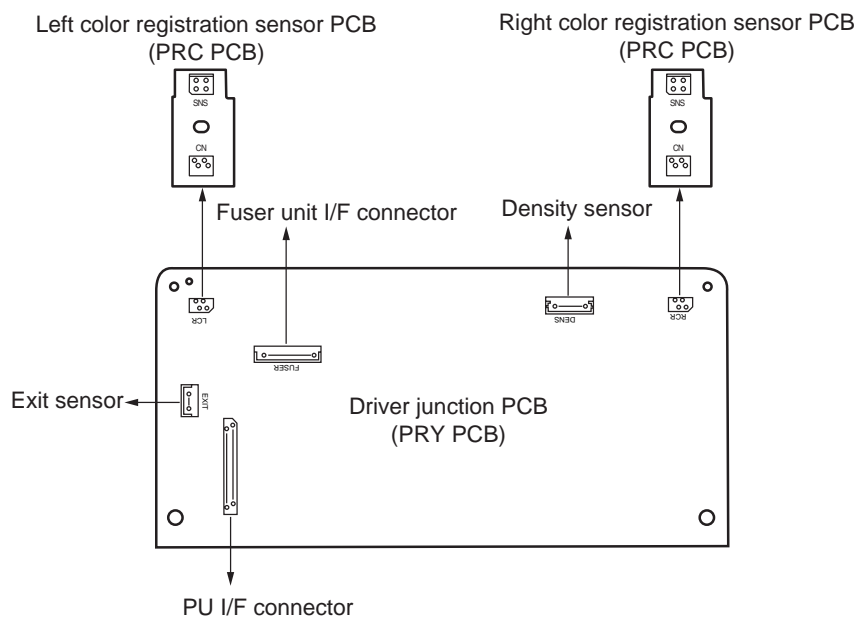 Left color registration sensor PCB
(PRC PCB)
Right color registration sensor PCB
(PRC PCB)
SNS
CN
SNS
CN
Fuser unit I/F connector
Density sensor
LCR
DENS
RCR
FUSER
Exit sensor
EXIT
Driver junction PCB
(PRY PCB)
PU I/F connector